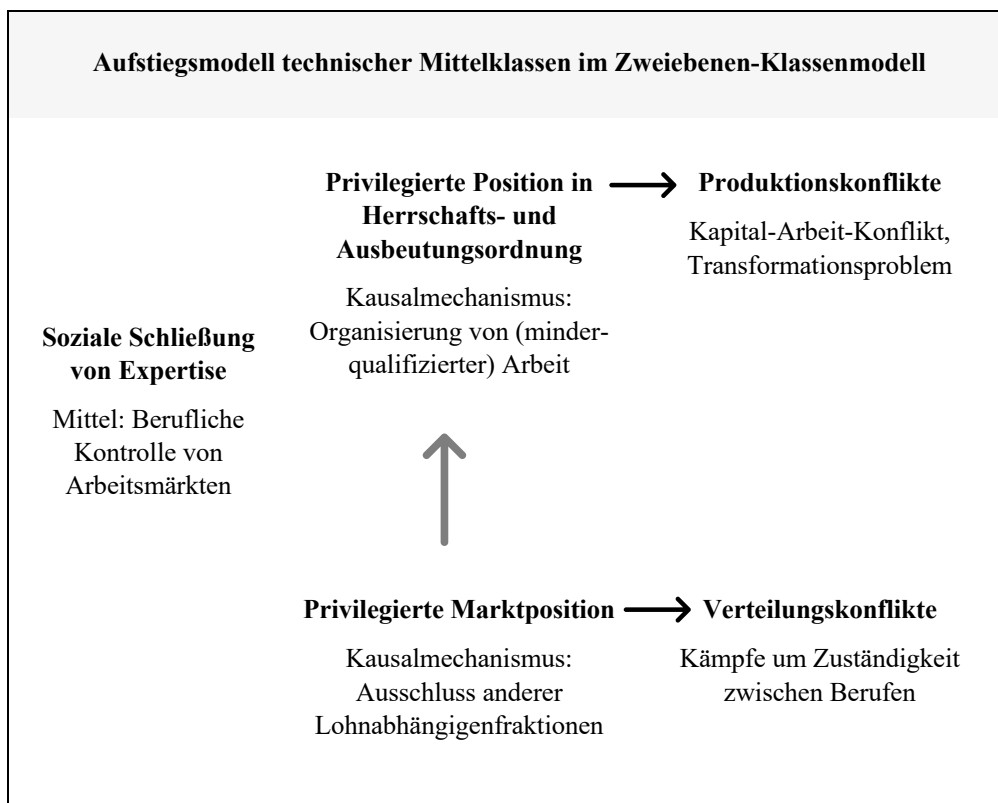 Aufstiegsmodell technischer Mittelklassen im Zweiebenen-Klassenmodell
Soziale Schließung
von Expertise
Mittel: Berufliche
Kontrolle von
Arbeitsmärkten
Privilegierte Position in
Herrschafts- und
Ausbeutungsordnung
Kausalmechanismus:
Organisierung von (minder-
qualifizierter) Arbeit
Produktionskonflikte
Kapital-Arbeit-Konflikt,
Transformationsproblem
Privilegierte Marktposition
Kausalmechanismus:
Ausschluss anderer
Lohnabhängigenfraktionen
Verteilungskonflikte
Kämpfe um Zuständigkeit
zwischen Berufen